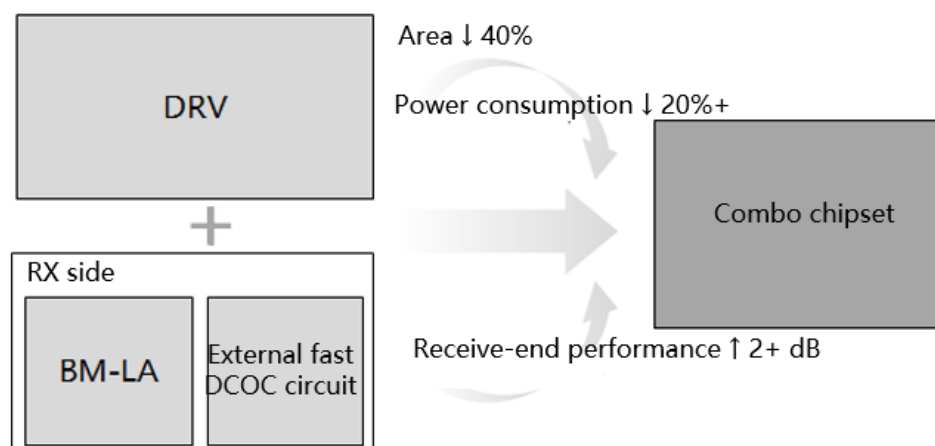 Area ↓ 40%
DRV
Power consumption ↓ 20%+
+
Combo chipset
RX side
BM-LA
External fast
DCOC circuit
Receive-end performance ↑ 2+ dB